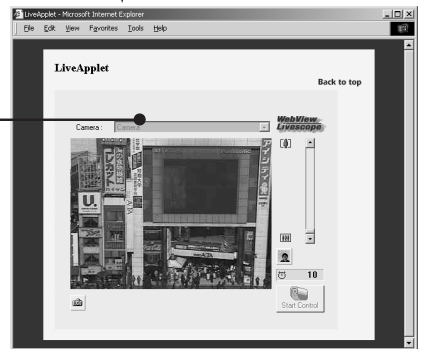 LiveApplet - Microsoft Internet Explorer
File Edit View Favorites Tools Help
LiveApplet
Back to top
Camera : Camera
WebView
Livescope
U.
ALTA
10
Start Control